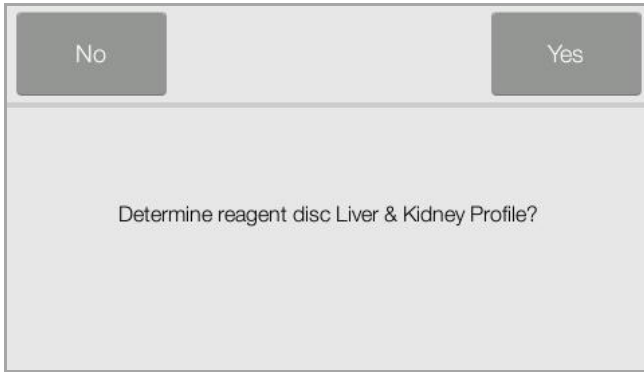 No
Yes
Determine reagent disc Liver & Kidney Profile?